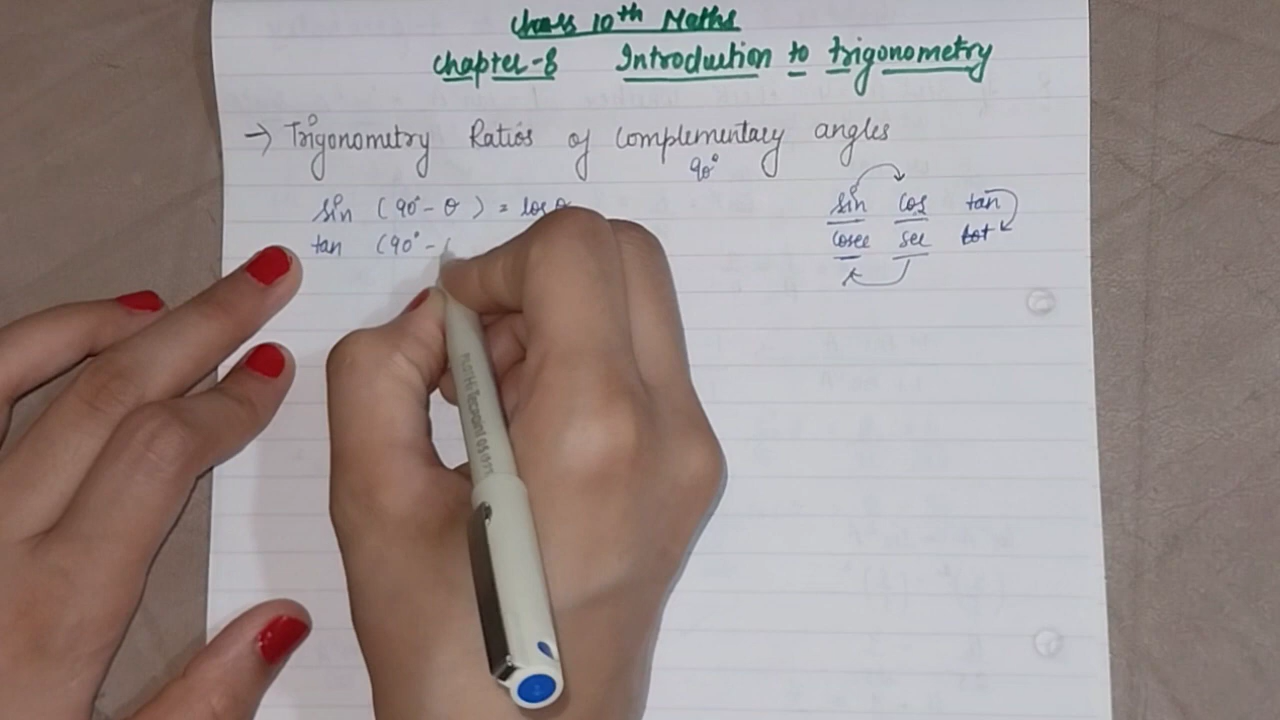 Class 10th Maths
Chapter-8 Introduction to trigonometry
→ Trigonometry Ratios of Complementary angles
90°
sin (90° - θ) = cos θ
tan (90° - (
sin cos tan
cosec sec cot